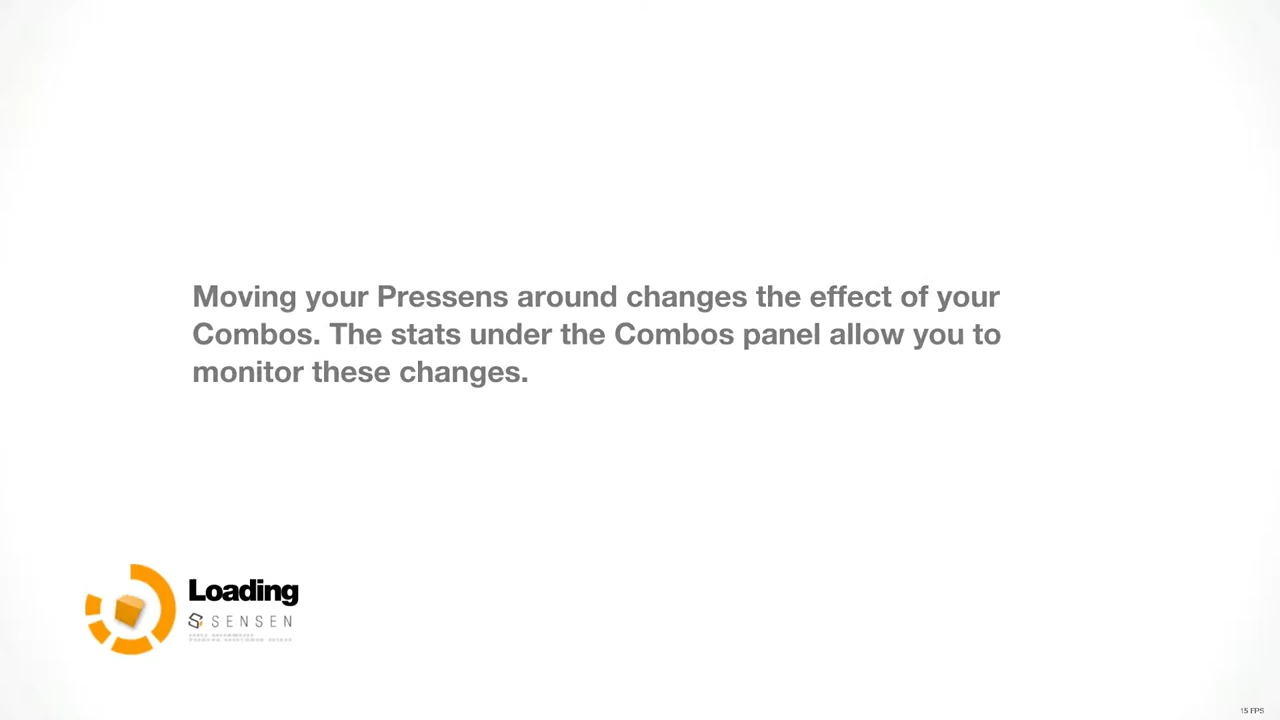 Moving your Pressens around changes the effect of your
Combos. The stats under the Combos panel allow you to
monitor these changes.
Loading
SENSEN
15 FPS